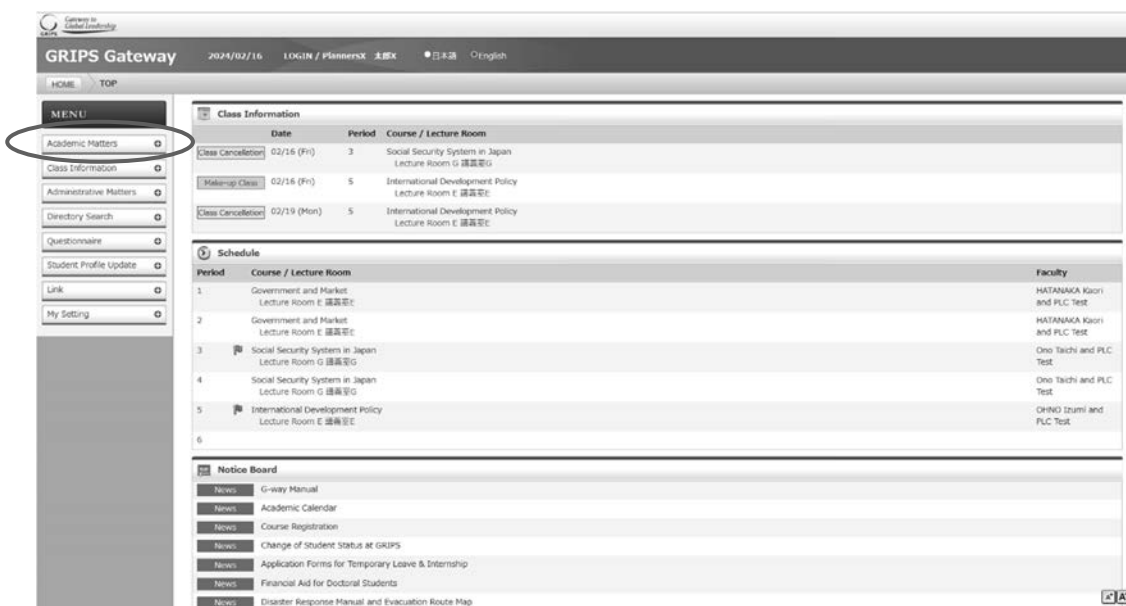 Gateway to
Global Leadership
GRIPS
GRIPS Gateway 2024/02/16 LOGIN / PlannersX 太郎X 日本語 English
HOME TOP
MENU
Academic Matters
Class Information
Administrative Matters
Directory Search
Questionnaire
Student Profile Update
Link
My Setting
Class Information
Date Period Course / Lecture Room
Class Cancellation 02/16 (Fri) 3 Social Security System in Japan
Lecture Room G 講義室G
Make-up Class 02/16 (Fri) 5 International Development Policy
Lecture Room E 講義室E
Class Cancellation 02/19 (Mon) 5 International Development Policy
Lecture Room E 講義室E
Schedule
Period Course / Lecture Room Faculty
1 Government and Market HATANAKA Kaori
Lecture Room E 講義室E and PLC Test
2 Government and Market HATANAKA Kaori
Lecture Room E 講義室E and PLC Test
3 Social Security System in Japan Ono Taichi and PLC
Lecture Room G 講義室G Test
4 Social Security System in Japan Ono Taichi and PLC
Lecture Room G 講義室G Test
5 International Development Policy OHNO Izumi and
Lecture Room E 講義室E PLC Test
6
Notice Board
News G-way Manual
News Academic Calendar
News Course Registration
News Change of Student Status at GRIPS
News Application Forms for Temporary Leave & Internship
News Financial Aid for Doctoral Students
News Disaster Response Manual and Evacuation Route Map